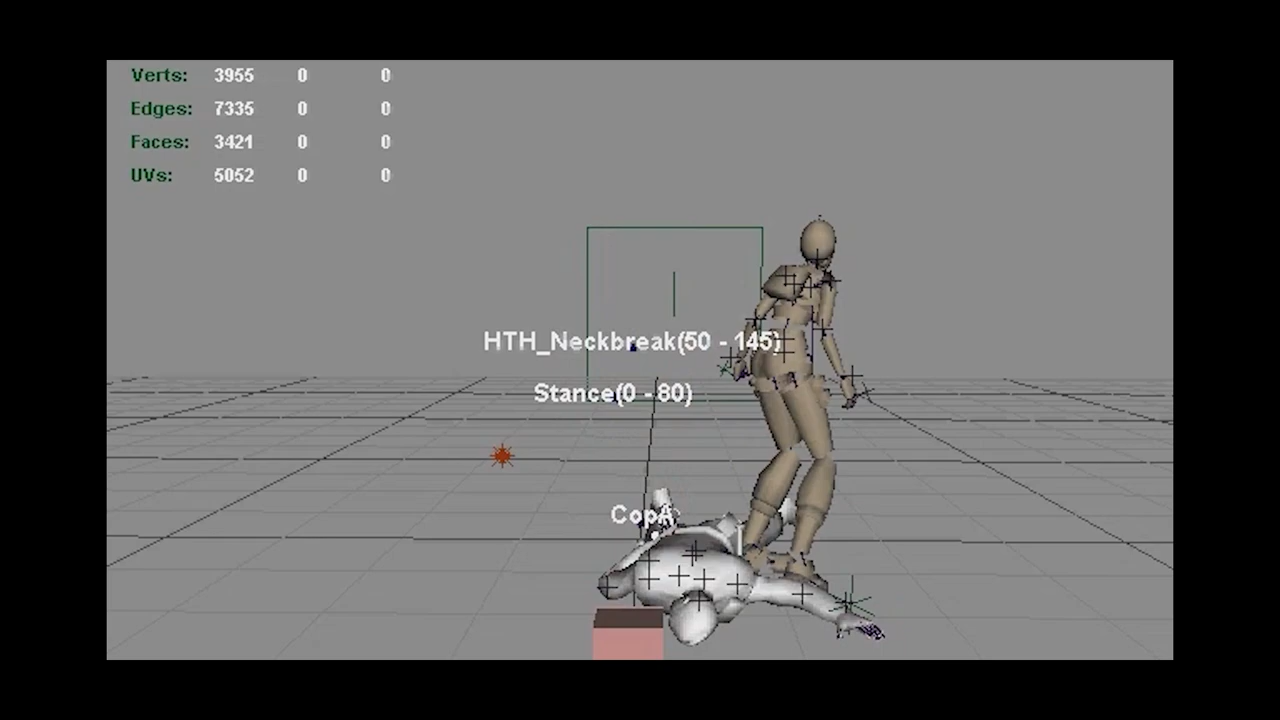 Verts: 3955 0 0
Edges: 7335 0 0
Faces: 3421 0 0
UVs: 5052 0 0
HTH_Neckbreak(50 - 145)
Stance(0 - 80)
CopA